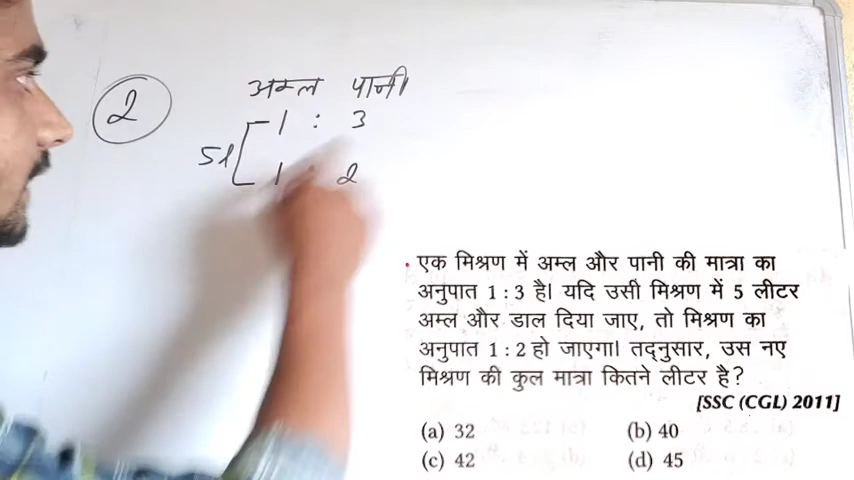 2
अम्ल पानी
1 : 3
5l
1 : 2
• एक मिश्रण में अम्ल और पानी की मात्रा का
अनुपात 1 : 3 है। यदि उसी मिश्रण में 5 लीटर
अम्ल और डाल दिया जाए, तो मिश्रण का
अनुपात 1 : 2 हो जाएगा। तद्नुसार, उस नए
मिश्रण की कुल मात्रा कितने लीटर है?
[SSC (CGL) 2011]
(a) 32 (b) 40
(c) 42 (d) 45